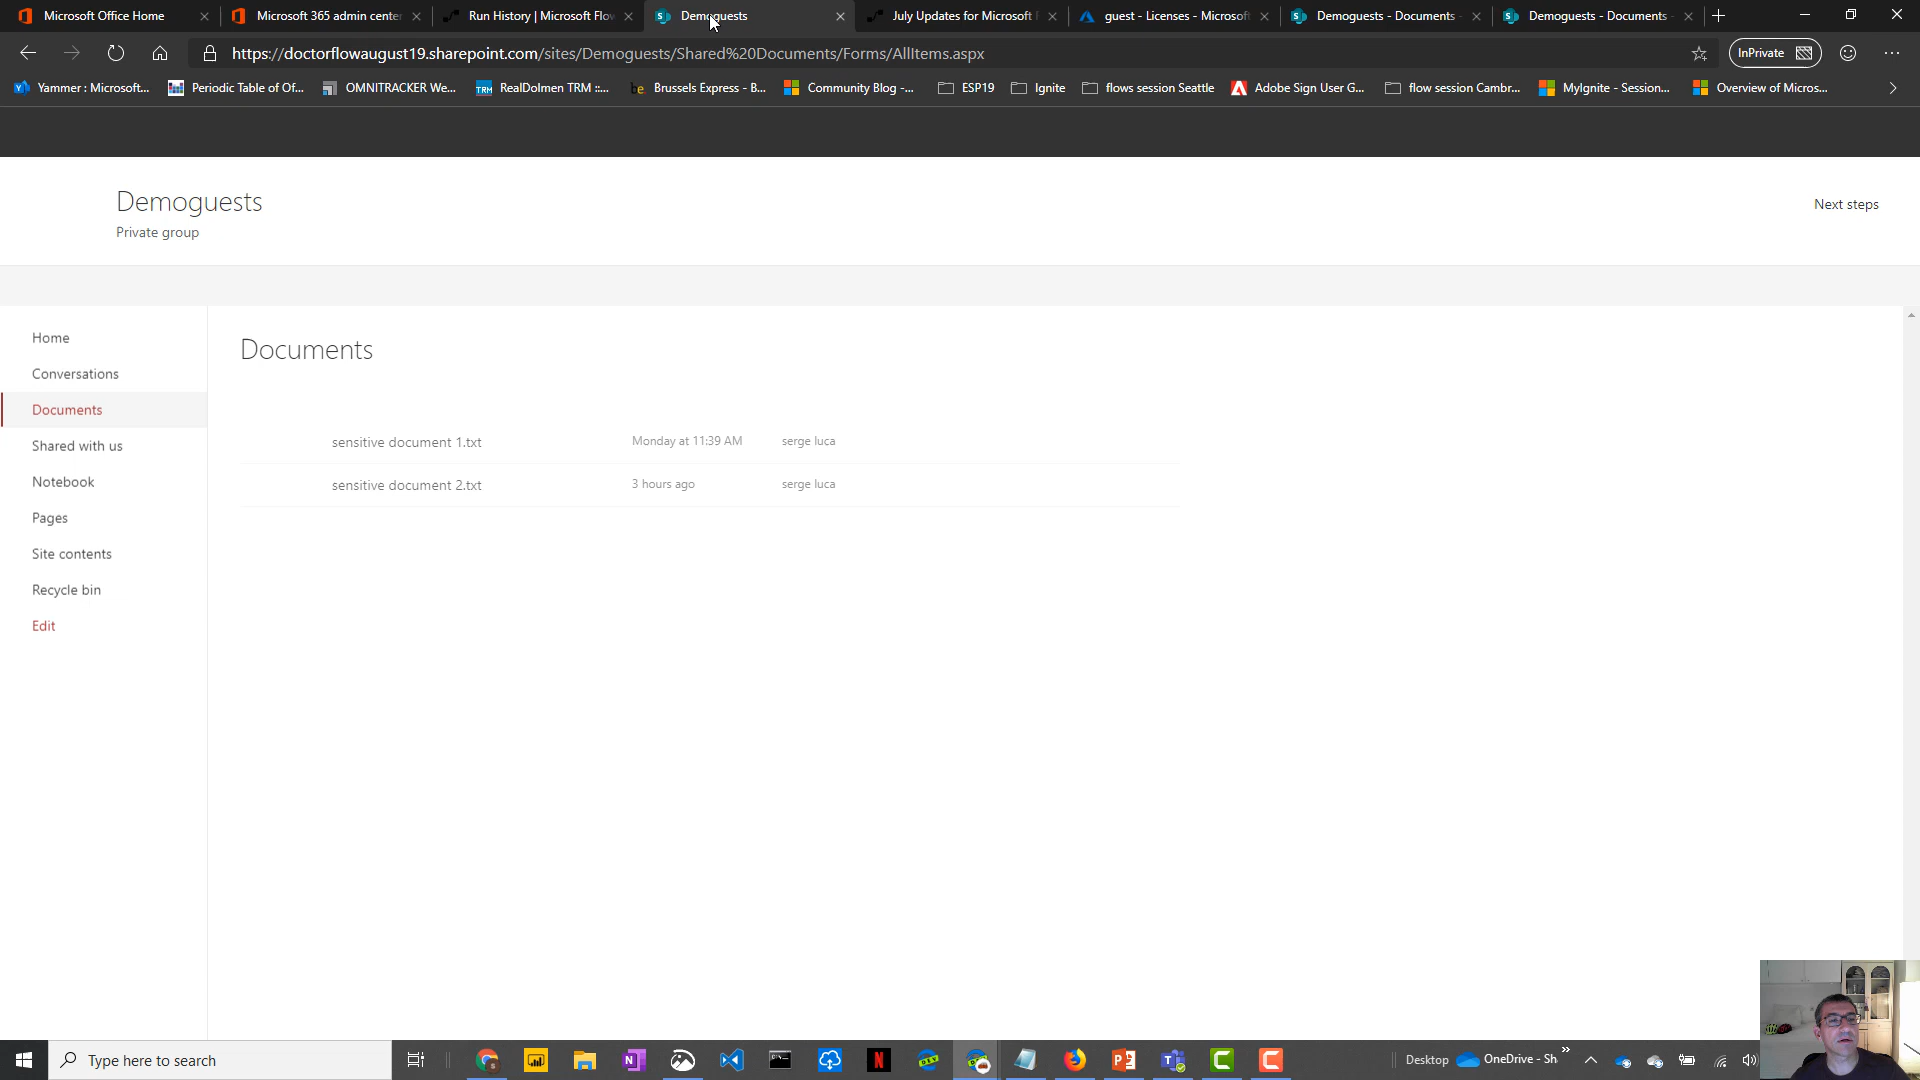 Microsoft Office Home
Microsoft 365 admin center
Run History | Microsoft Flo
Demoguests
July Updates for Microsoft
guest - Licenses - Microsoft
Demoguests - Documents -
Demoguests - Documents -
https://doctorflowaugust19.sharepoint.com/sites/Demoguests/Shared%20Documents/Forms/AllItems.aspx
InPrivate
Yammer : Microsoft...
Periodic Table of Of...
OMNITRACKER We...
TRM
RealDolmen TRM ::...
be
Brussels Express - B...
Community Blog -...
ESP19
Ignite
flows session Seattle
Adobe Sign User G...
flow session Cambr...
MyIgnite - Session...
Overview of Micros...
Demoguests
Private group
Next steps
Home
Conversations
Documents
Shared with us
Notebook
Pages
Site contents
Recycle bin
Edit
Documents
sensitive document 1.txt
Monday at 11:39 AM
serge luca
sensitive document 2.txt
3 hours ago
serge luca
Type here to search
Desktop
OneDrive - Sh